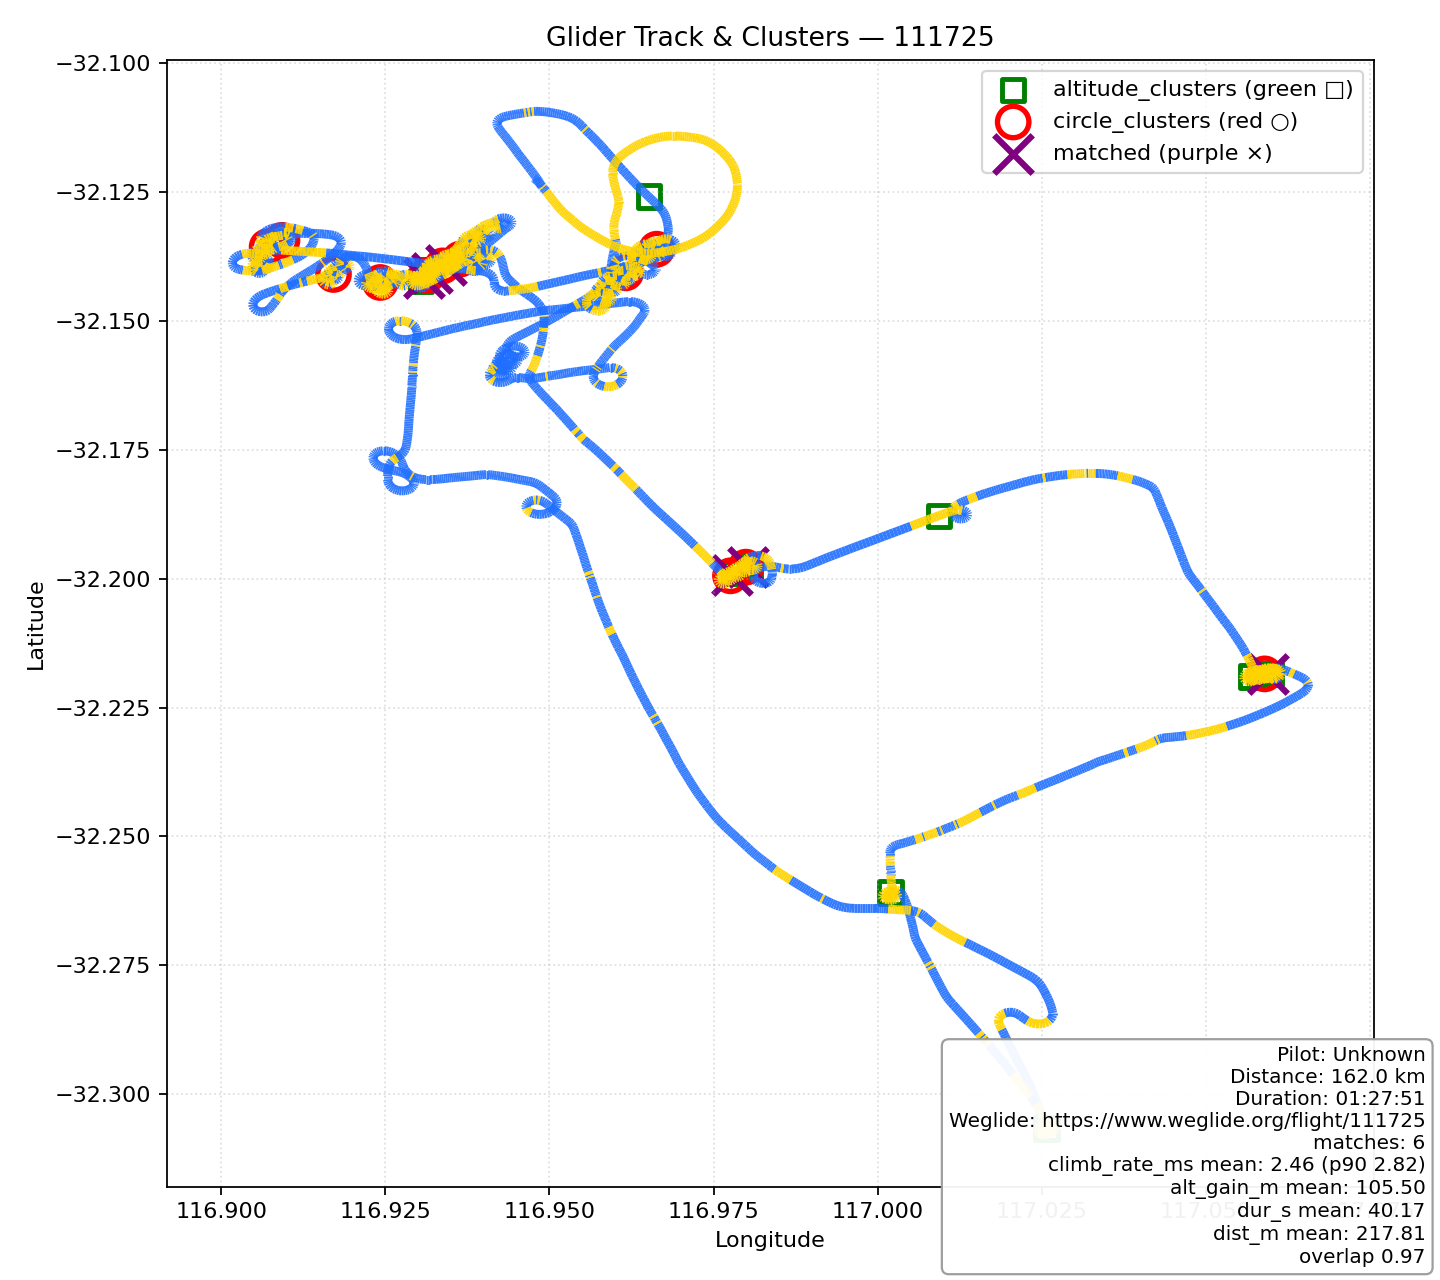 Glider Track & Clusters — 111725
altitude_clusters (green □)
circle_clusters (red ○)
matched (purple ×)
−32.100
−32.125
−32.150
−32.175
−32.200
−32.225
−32.250
−32.275
−32.300
Latitude
116.900
116.925
116.950
116.975
117.000
117.025
Longitude
Pilot: Unknown
Distance: 162.0 km
Duration: 01:27:51
Weglide: https://www.weglide.org/flight/111725
matches: 6
climb_rate_ms mean: 2.46 (p90 2.82)
alt_gain_m mean: 105.50
dur_s mean: 40.17
dist_m mean: 217.81
overlap 0.97